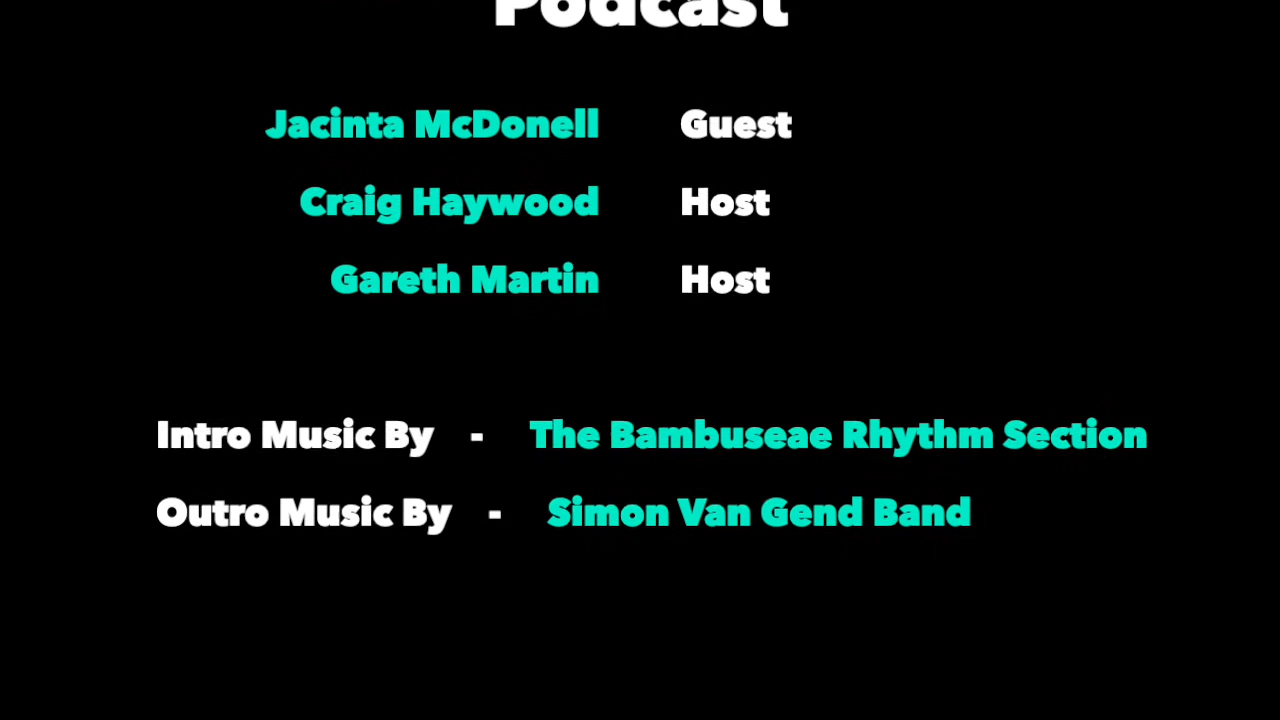 Podcast
Jacinta McDonell Guest
Craig Haywood Host
Gareth Martin Host
Intro Music By - The Bambuseae Rhythm Section
Outro Music By - Simon Van Gend Band